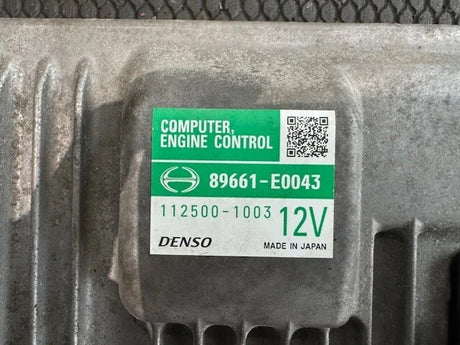 COMPUTER,
ENGINE CONTROL
89661-E0043
112500-1003 12V
DENSO MADE IN JAPAN